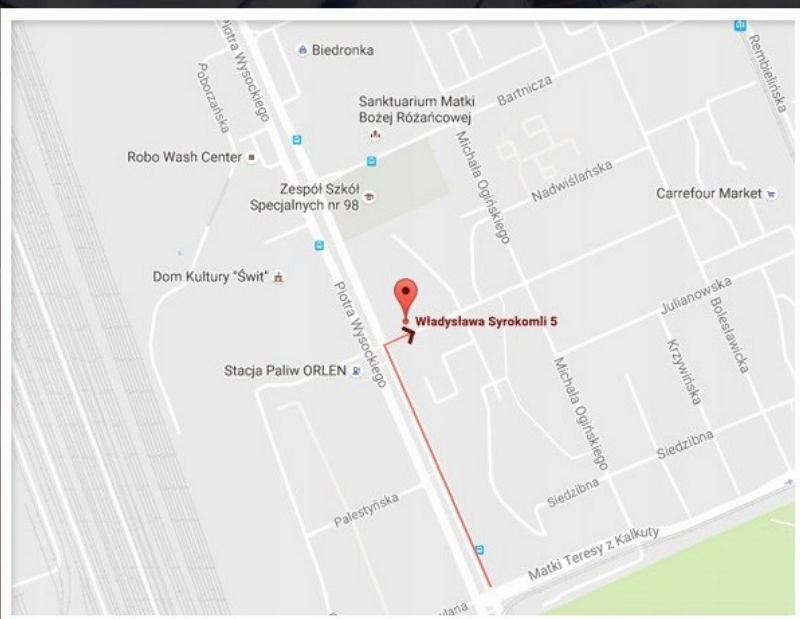 Piotra Wysockiego
Biedronka
Rembielińska
Poborzańska
Bartnicza
Sanktuarium Matki
Bożej Różańcowej
Michała Ogińskiego
Robo Wash Center
Nadwiślańska
Zespół Szkół
Specjalnych nr 98
Carrefour Market
Dom Kultury "Świt"
Piotra Wysockiego
Julianowska
Władysława Syrokomli 5
Bolesławicka
Krzywińska
Stacja Paliw ORLEN
Michała Ogińskiego
Siedzibna
Siedzibna
Palestyńska
Matki Teresy z Kalkuty